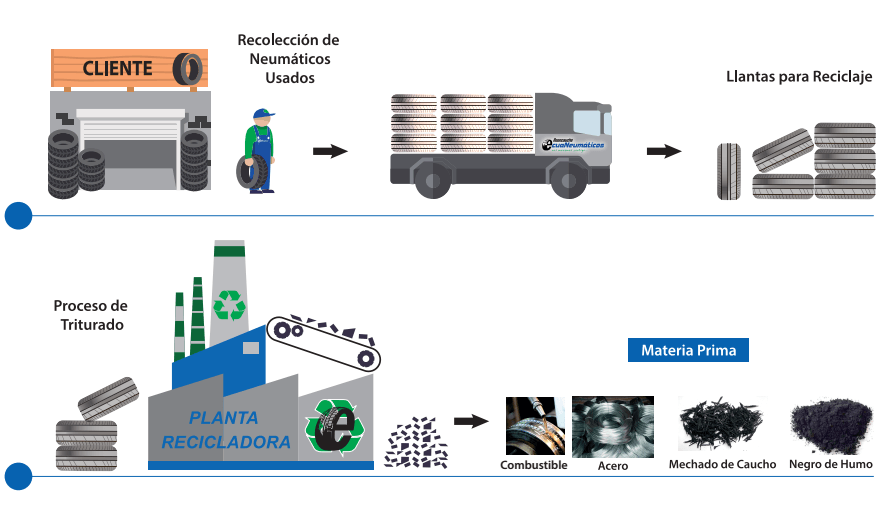 CLIENTE
Recolección de
Neumáticos
Usados
Llantas para Reciclaje
Renovadora
EcuaNeumaticos
Proceso de
Triturado
PLANTA
RECICLADORA
e
Materia Prima
Combustible
Acero
Mechado de Caucho
Negro de Humo